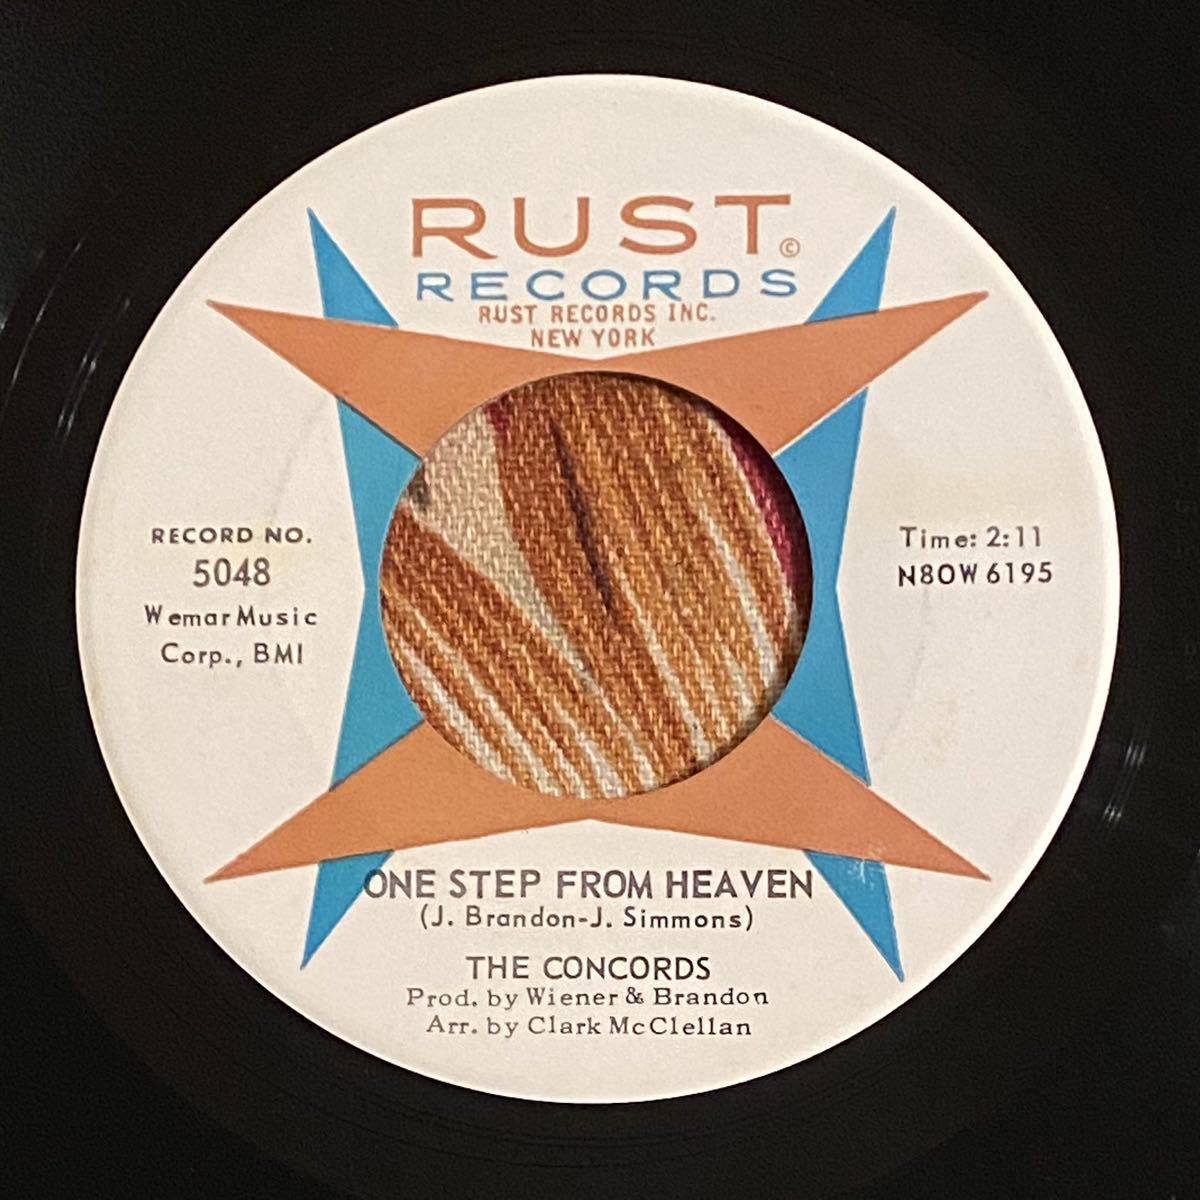 RUST ©
RECORDS
RUST RECORDS INC.
NEW YORK
RECORD NO.
5048
Wemar Music
Corp., BMI
Time: 2:11
N8OW 6195
ONE STEP FROM HEAVEN
(J. Brandon-J. Simmons)
THE CONCORDS
Prod. by Wiener & Brandon
Arr. by Clark McClellan